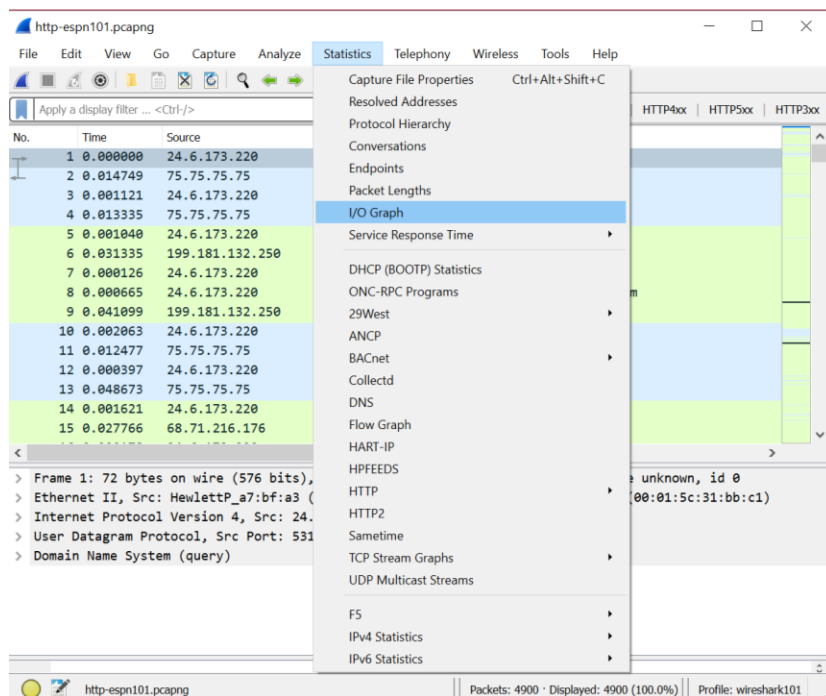 http-espn101.pcapng
File Edit View Go Capture Analyze Statistics Telephony Wireless Tools Help
Apply a display filter ... <Ctrl-/>
HTTP4xx | HTTP5xx | HTTP3xx
No. Time Source
1 0.000000 24.6.173.220
2 0.014749 75.75.75.75
3 0.001121 24.6.173.220
4 0.013335 75.75.75.75
5 0.001040 24.6.173.220
6 0.031335 199.181.132.250
7 0.000126 24.6.173.220
8 0.000665 24.6.173.220
9 0.041099 199.181.132.250
10 0.002063 24.6.173.220
11 0.012477 75.75.75.75
12 0.000397 24.6.173.220
13 0.048673 75.75.75.75
14 0.001621 24.6.173.220
15 0.027766 68.71.216.176
Capture File Properties Ctrl+Alt+Shift+C
Resolved Addresses
Protocol Hierarchy
Conversations
Endpoints
Packet Lengths
I/O Graph
Service Response Time
DHCP (BOOTP) Statistics
ONC-RPC Programs
29West
ANCP
BACnet
Collectd
DNS
Flow Graph
HART-IP
HPFEEDS
HTTP
HTTP2
Sametime
TCP Stream Graphs
UDP Multicast Streams
F5
IPv4 Statistics
IPv6 Statistics
m
> Frame 1: 72 bytes on wire (576 bits), e unknown, id 0
> Ethernet II, Src: HewlettP_a7:bf:a3 ( (00:01:5c:31:bb:c1)
> Internet Protocol Version 4, Src: 24.
> User Datagram Protocol, Src Port: 531
> Domain Name System (query)
http-espn101.pcapng
Packets: 4900 · Displayed: 4900 (100.0%)
Profile: wireshark101